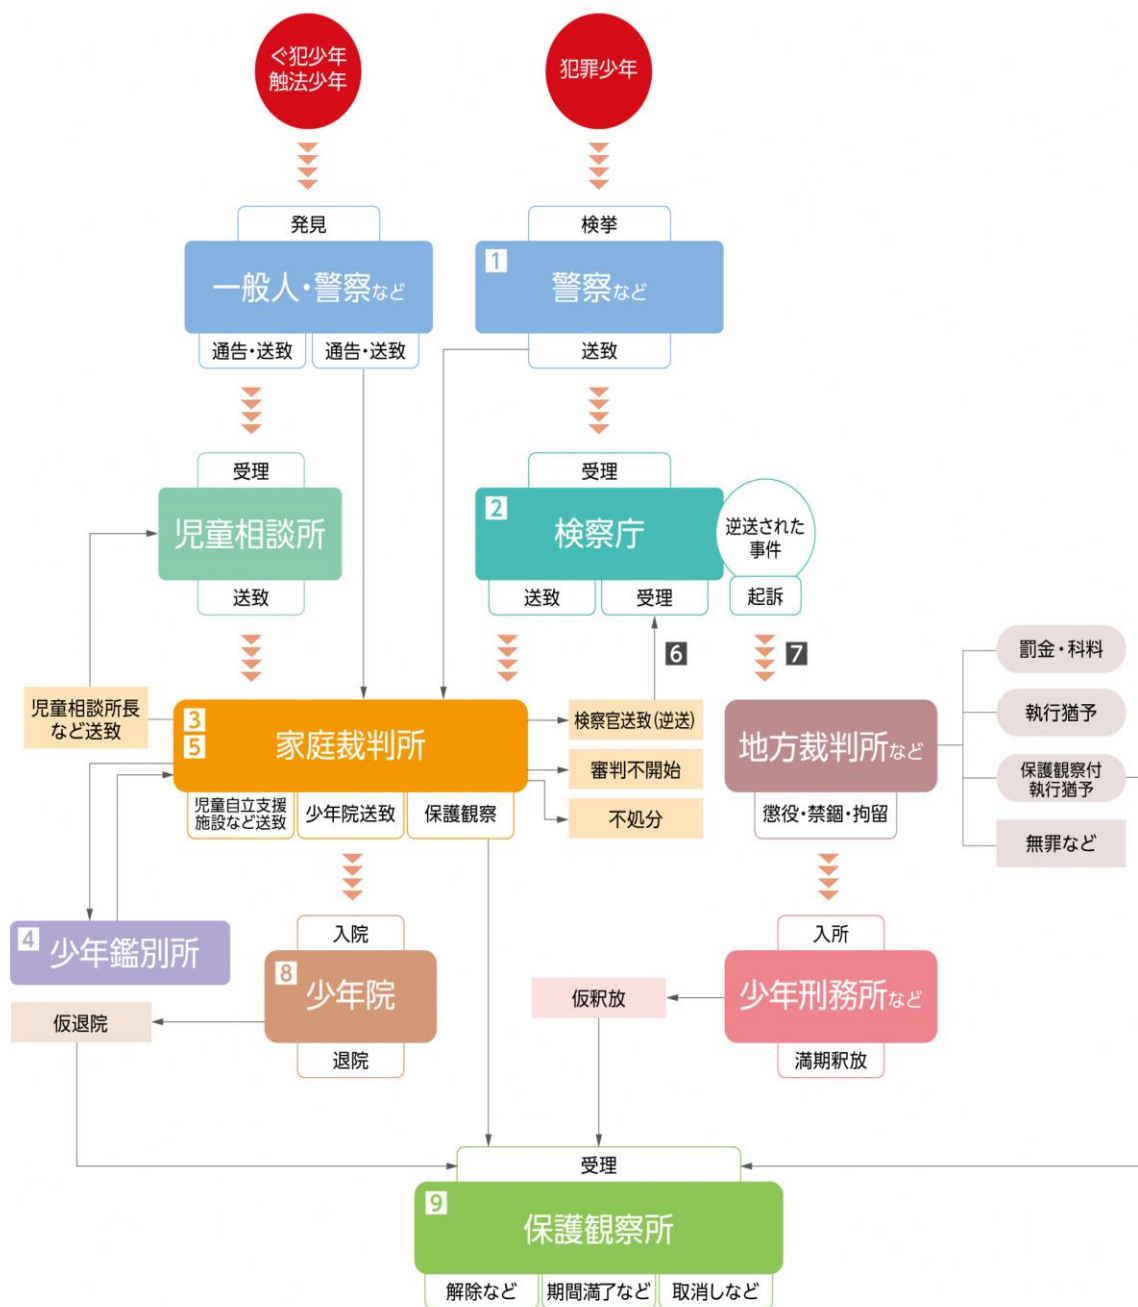 ぐ犯少年
触法少年
犯罪少年
発見
一般人・警察など
通告・送致
通告・送致
検挙
1
警察など
送致
受理
児童相談所
送致
受理
2
検察庁
逆送された
事件
送致
受理
起訴
6
7
児童相談所長
など送致
3
5
家庭裁判所
児童自立支援
施設など送致
少年院送致
保護観察
検察官送致(逆送)
審判不開始
不処分
地方裁判所など
懲役・禁錮・拘留
罰金・科料
執行猶予
保護観察付
執行猶予
無罪など
4
少年鑑別所
入院
8
少年院
退院
仮退院
入所
少年刑務所など
満期釈放
仮釈放
受理
9
保護観察所
解除など
期間満了など
取消しなど